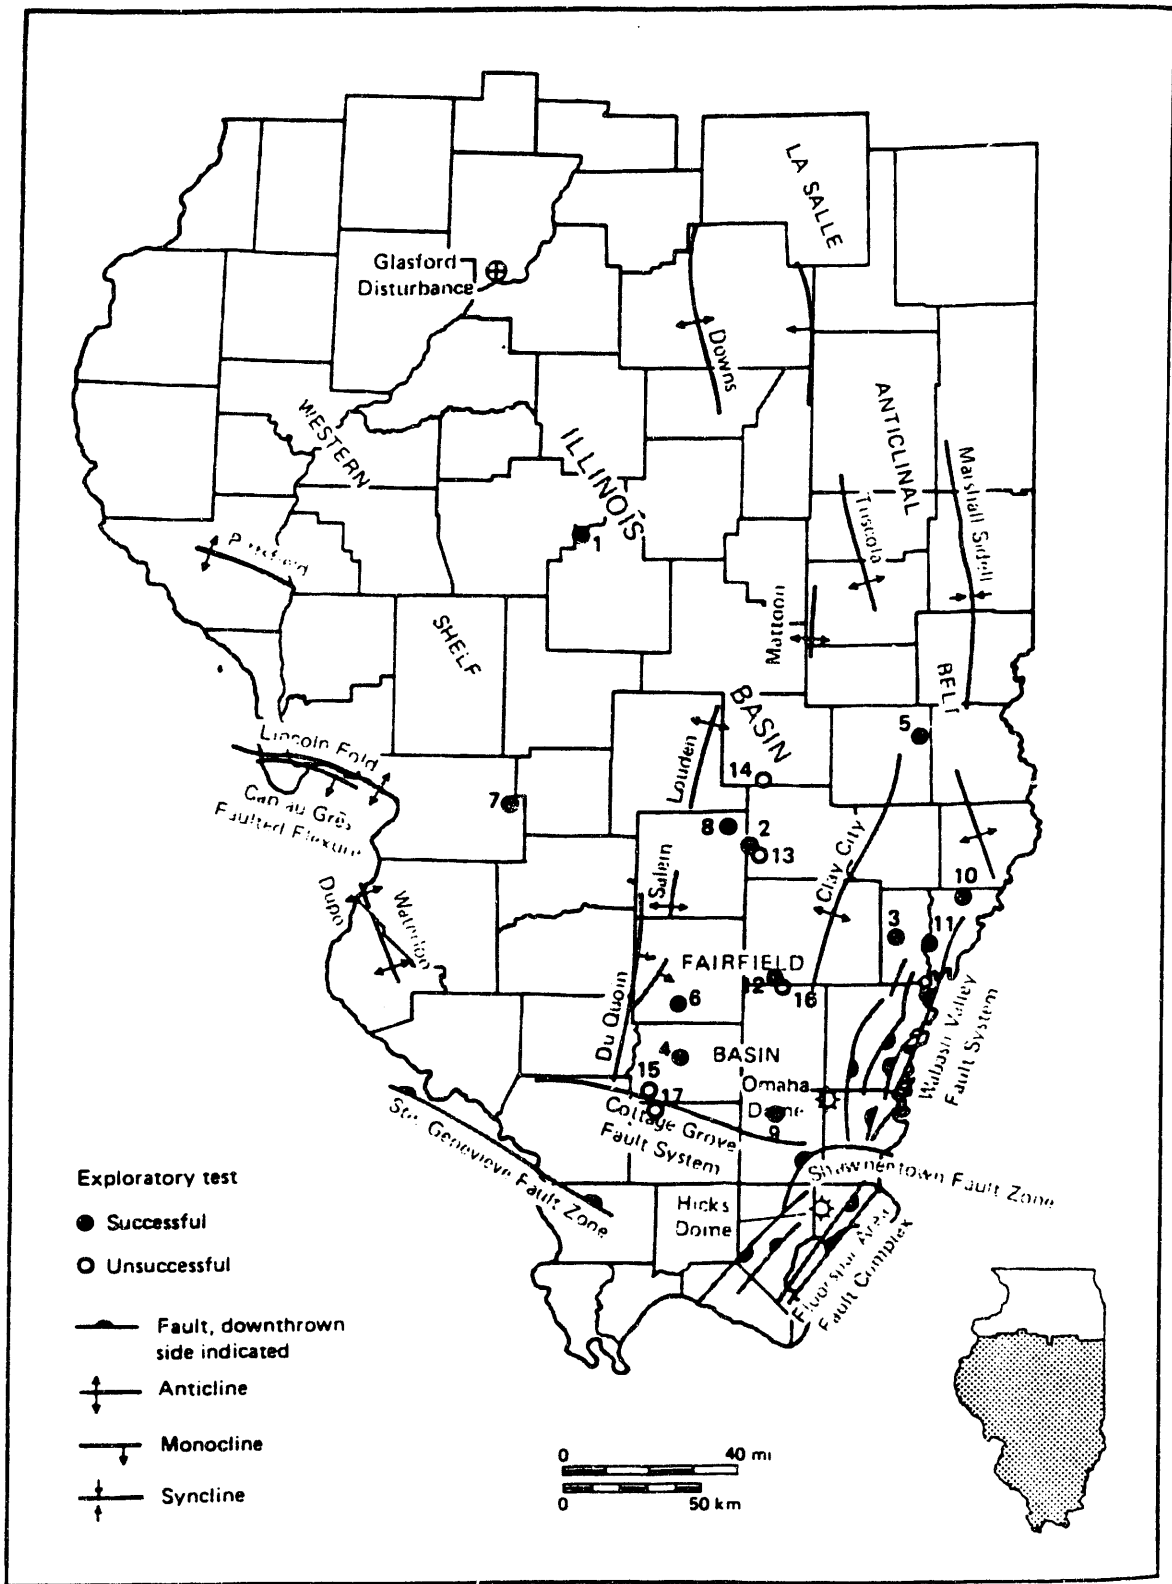 LA SALLE
Glasford
Disturbance
Downs
WESTERN
ILLINOIS
ANTICLINAL
Marshall Sidell
Tuscola
1
SHELF
Mattoon
BELT
BASIN
5
Lincoln Fold
Louden
14
Faulted Flexure
7
8
2
13
Clay City
Salem
10
Dupo
Waterloo
3
11
FAIRFIELD
12
16
6
Du Quoin
Wabash Valley
Fault System
4
BASIN
15
Omaha
Dome
17
9
Cottage Grove
Fault System
Ste. Genevieve Fault Zone
Shawneetown Fault Zone
Hicks
Dome
Fluorspar Area
Fault Complex
Exploratory test
Successful
Unsuccessful
Fault, downthrown
side indicated
Anticline
Monocline
Syncline
0 40 mi
0 50 km